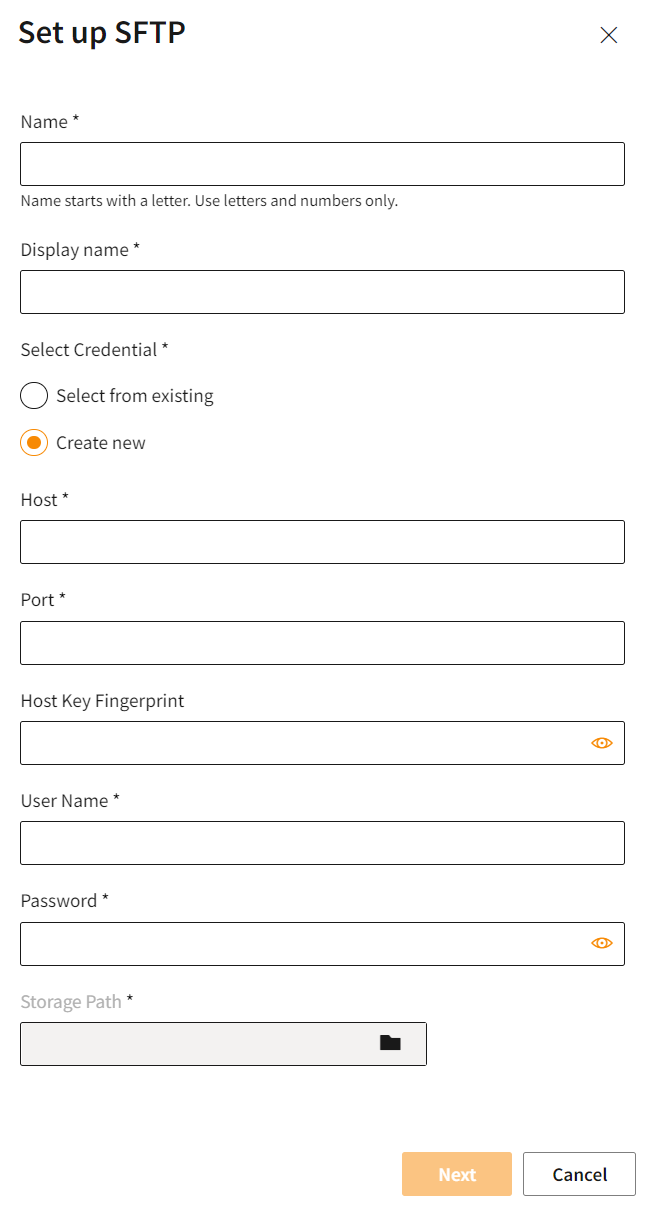 Set up SFTP
Name *
Name starts with a letter. Use letters and numbers only.
Display name *
Select Credential *
Select from existing
Create new
Host *
Port *
Host Key Fingerprint
User Name *
Password *
Storage Path *
Next
Cancel